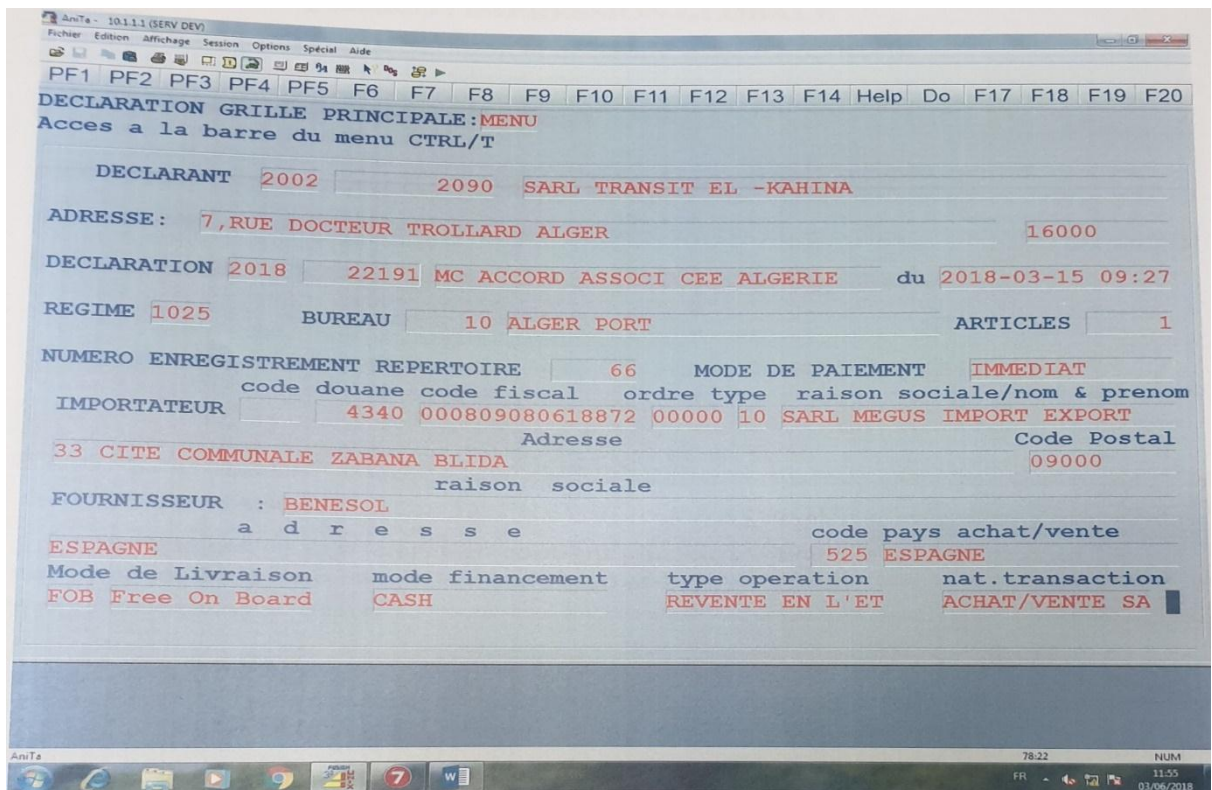 AniTa - 10.1.1.1 (SERV DEV)
Fichier Edition Affichage Session Options Spécial Aide
PF1 PF2 PF3 PF4 PF5 F6 F7 F8 F9 F10 F11 F12 F13 F14 Help Do F17 F18 F19 F20
DECLARATION GRILLE PRINCIPALE:MENU
Acces a la barre du menu CTRL/T
DECLARANT 2002 2090 SARL TRANSIT EL -KAHINA
ADRESSE: 7,RUE DOCTEUR TROLLARD ALGER 16000
DECLARATION 2018 22191 MC ACCORD ASSOCI CEE ALGERIE du 2018-03-15 09:27
REGIME 1025 BUREAU 10 ALGER PORT ARTICLES 1
NUMERO ENREGISTREMENT REPERTOIRE 66 MODE DE PAIEMENT IMMEDIAT
code douane code fiscal ordre type raison sociale/nom & prenom
IMPORTATEUR 4340 000809080618872 00000 10 SARL MEGUS IMPORT EXPORT
Adresse Code Postal
33 CITE COMMUNALE ZABANA BLIDA 09000
raison sociale
FOURNISSEUR : BENESOL
a d r e s s e code pays achat/vente
ESPAGNE 525 ESPAGNE
Mode de Livraison mode financement type operation nat.transaction
FOB Free On Board CASH REVENTE EN L'ET ACHAT/VENTE SA
AniTa 78:22 NUM
FR 11:55
03/06/2018